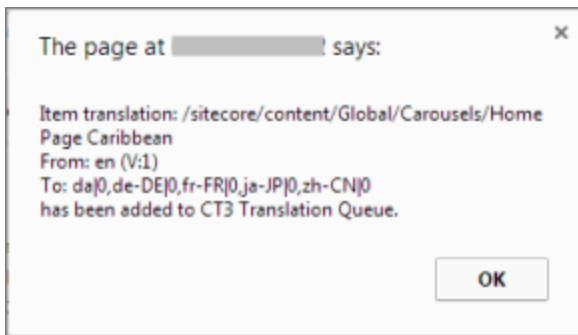 The page at says:
Item translation: /sitecore/content/Global/Carousels/Home
Page Caribbean
From: en (V:1)
To: da|0,de-DE|0,fr-FR|0,ja-JP|0,zh-CN|0
has been added to CT3 Translation Queue.
OK